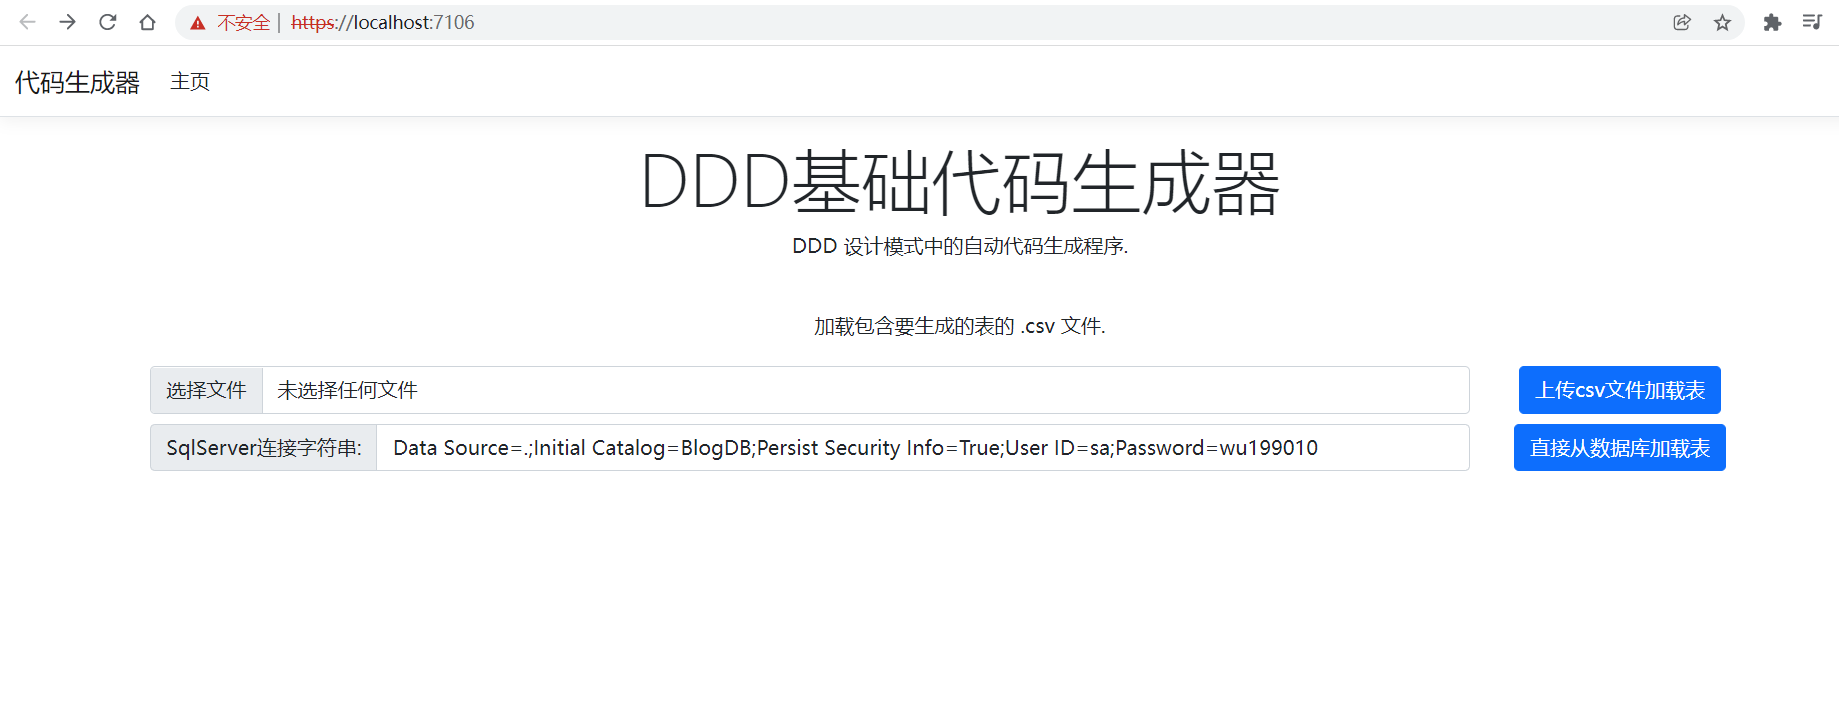 不安全 | https://localhost:7106
代码生成器 主页
DDD基础代码生成器
DDD 设计模式中的自动代码生成程序.
加载包含要生成的表的 .csv 文件.
选择文件 未选择任何文件 上传csv文件加载表
SqlServer连接字符串: Data Source=.;Initial Catalog=BlogDB;Persist Security Info=True;User ID=sa;Password=wu199010 直接从数据库加载表